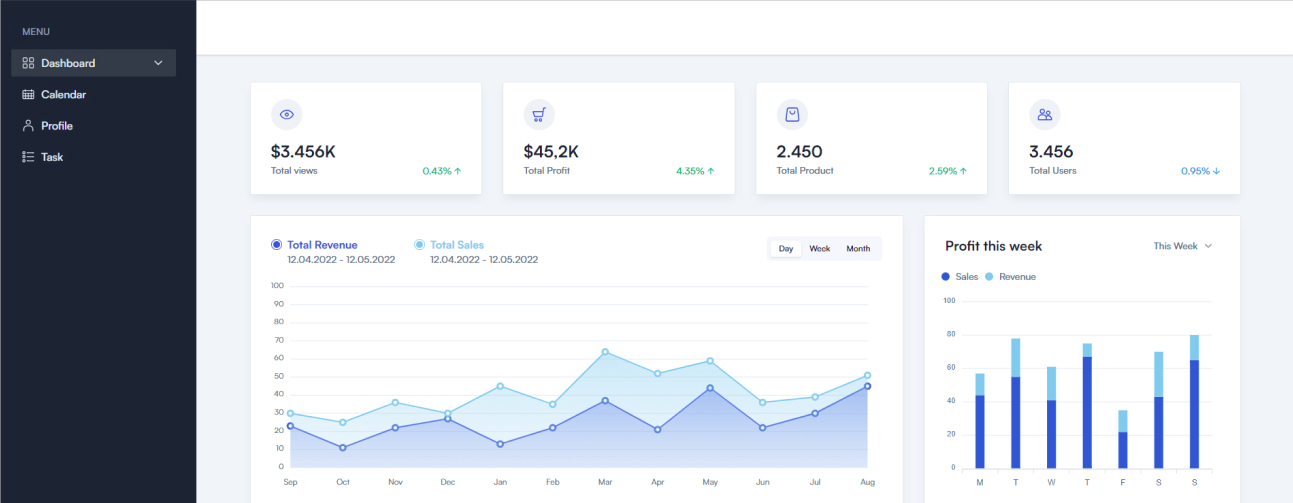 MENU
Dashboard
Calendar
Profile
Task
$3.456K
Total views
0.43%↑
$45,2K
Total Profit
4.35%↑
2.450
Total Product
2.59%↑
3.456
Total Users
0.95%↓
Total Revenue
12.04.2022 - 12.05.2022
Total Sales
12.04.2022 - 12.05.2022
Day Week Month
100
90
80
70
60
50
40
30
20
10
0
Sep Oct Nov Dec Jan Feb Mar Apr May Jun Jul Aug
Profit this week
This Week
Sales Revenue
100
80
60
40
20
0
M T W T F S S